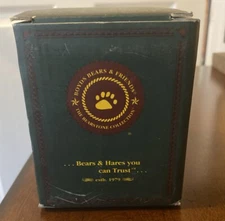 BOYDS BEARS & FRIENDS
THE BEARSTONE COLLECTION
. . . Bears & Hares you
can Trust" . . .